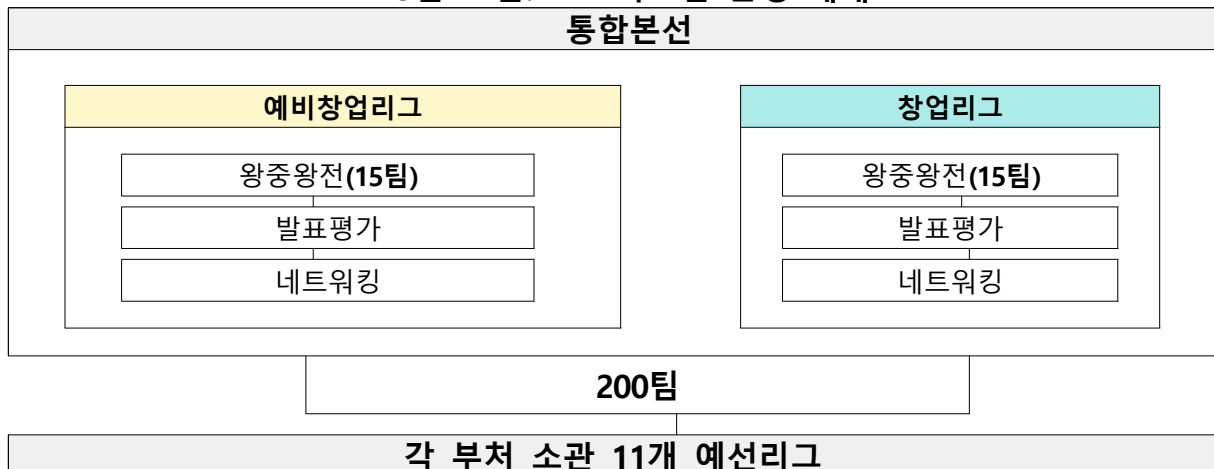 통합본선
예비창업리그
창업리그
왕중왕전(15팀)
왕중왕전(15팀)
발표평가
발표평가
네트워킹
네트워킹
200팀
각 부처 소관 11개 예선리그